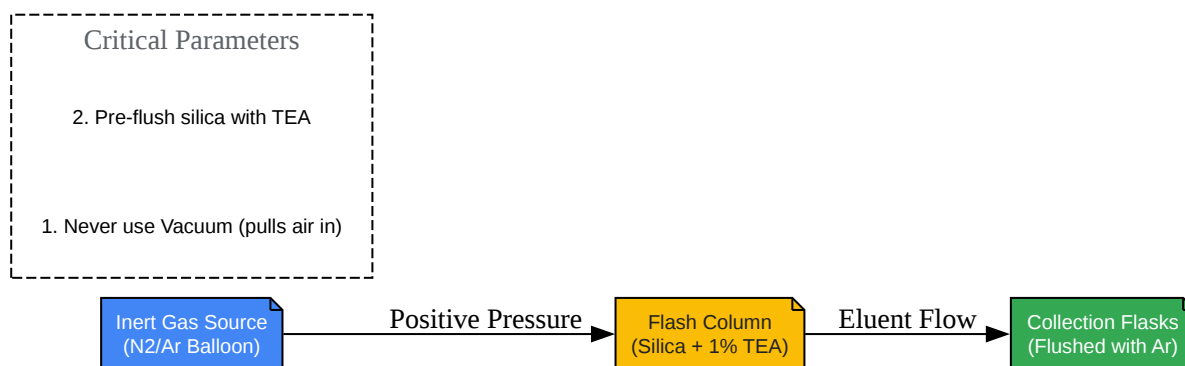 Critical Parameters
2. Pre-flush silica with TEA
1. Never use Vacuum (pulls air in)
Inert Gas Source
(N2/Ar Balloon)
Positive Pressure
Flash Column
(Silica + 1% TEA)
Eluent Flow
Collection Flasks
(Flushed with Ar)